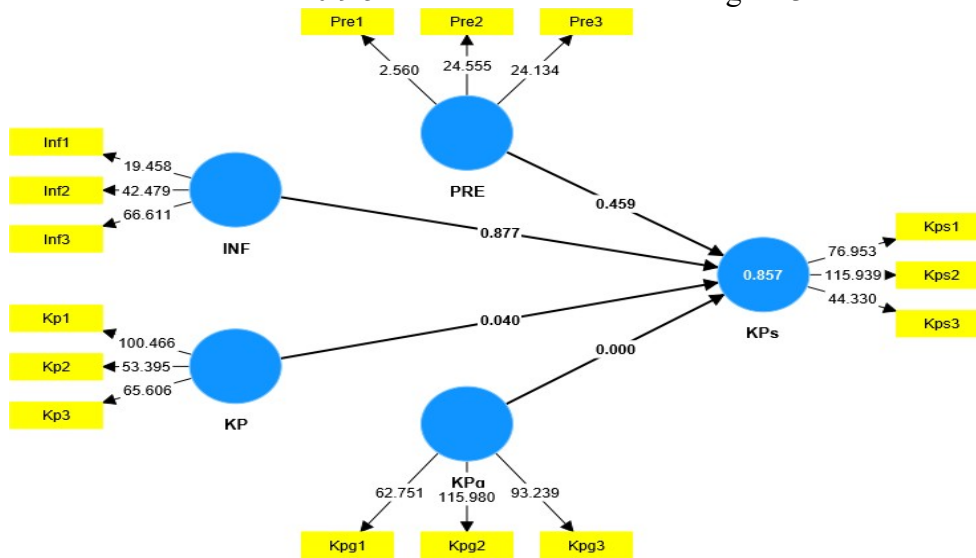 Pre1
Pre2
Pre3
2.560
24.555
24.134
PRE
Inf1
Inf2
Inf3
19.458
42.479
66.611
INF
0.459
0.877
Kps1
Kps2
Kps3
76.953
115.939
44.330
0.857
KPs
Kp1
Kp2
Kp3
100.466
53.395
65.606
KP
0.040
0.000
KPg
62.751
115.980
93.239
Kpg1
Kpg2
Kpg3